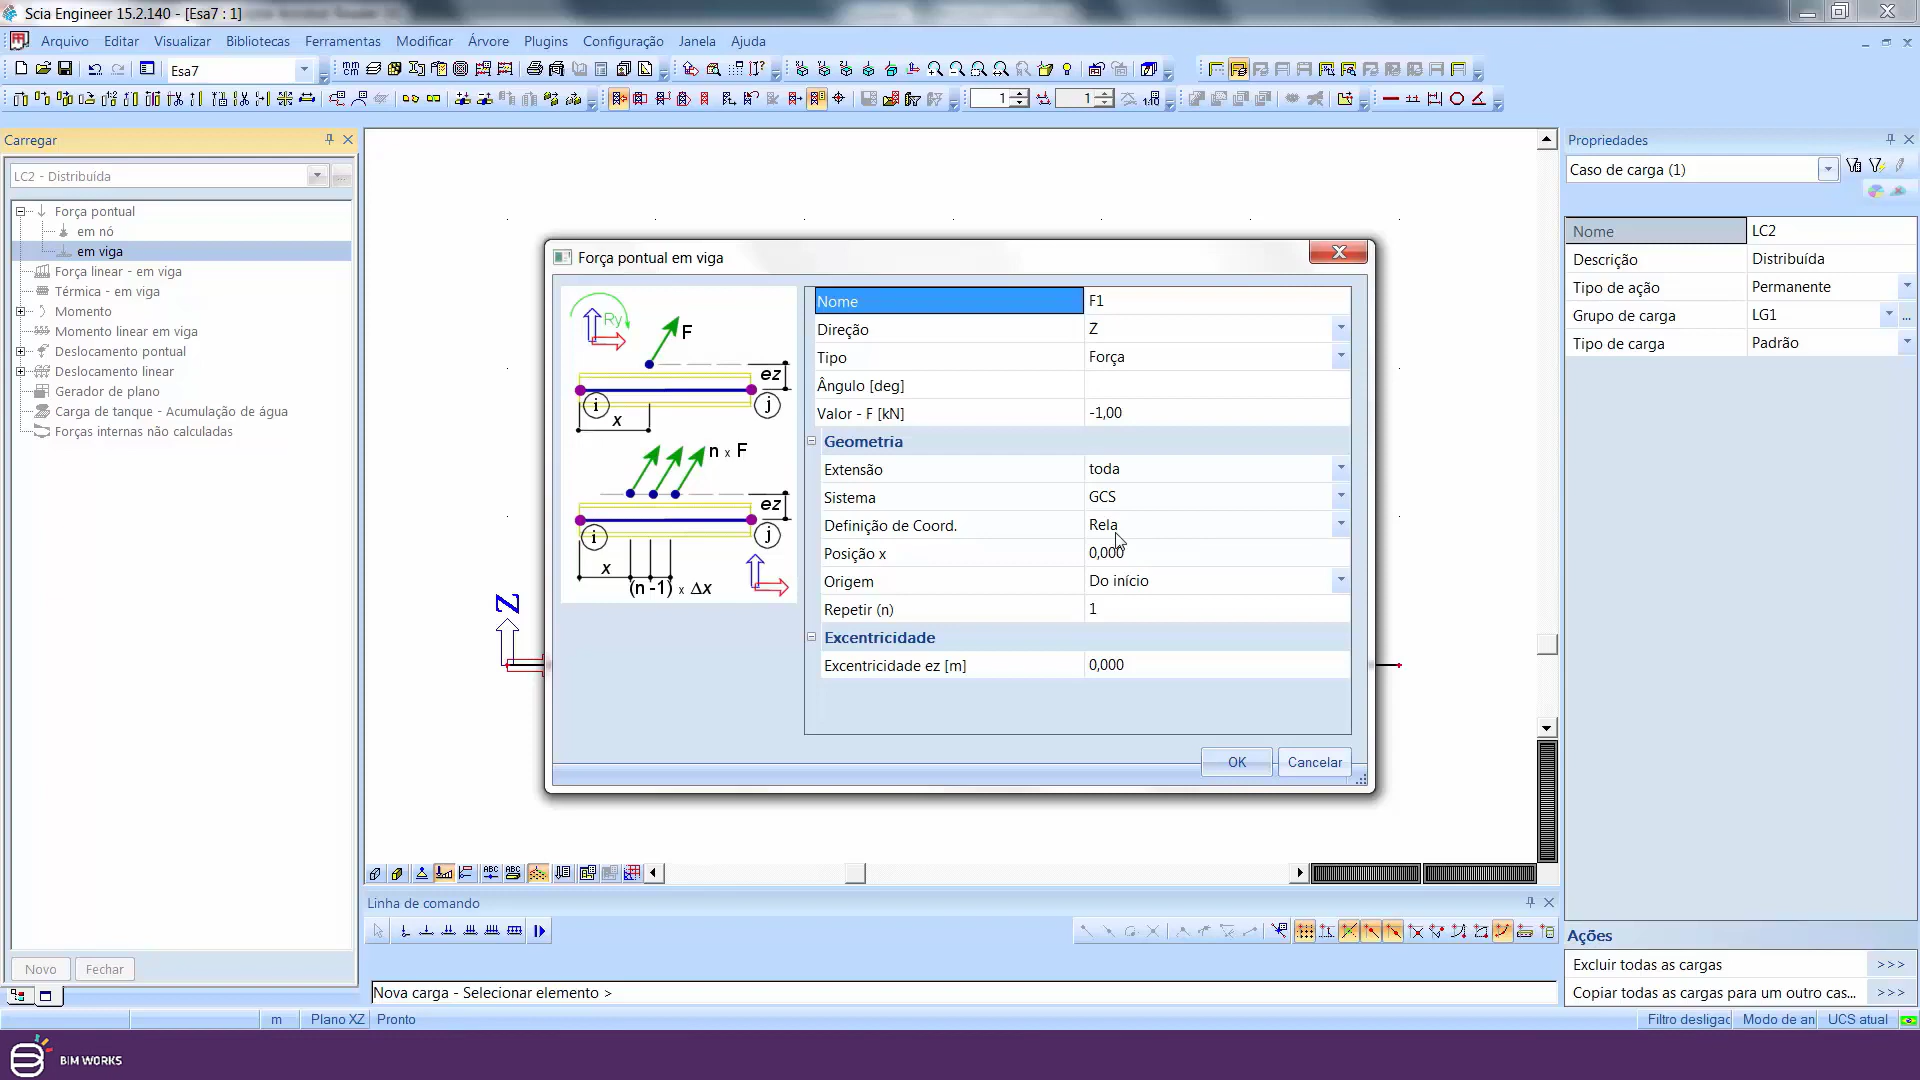 Scia Engineer 15.2.140 - [Esa7 : 1]
Arquivo Editar Visualizar Bibliotecas Ferramentas Modificar Árvore Plugins Configuração Janela Ajuda
Esa7
1 1
Carregar
LC2 - Distribuída
Força pontual
em nó
em viga
Força linear - em viga
Térmica - em viga
Momento
Momento linear em viga
Deslocamento pontual
Deslocamento linear
Gerador de plano
Carga de tanque - Acumulação de água
Forças internas não calculadas
Novo Fechar
Z
Força pontual em viga
Ry
F
ez
i
j
x
n x F
ez
i
j
x
(n -1) x Δx
Nome F1
Direção Z
Tipo Força
Ângulo [deg]
Valor - F [kN] -1,00
Geometria
Extensão toda
Sistema GCS
Definição de Coord. Rela
Posição x 0,000
Origem Do início
Repetir (n) 1
Excentricidade
Excentricidade ez [m] 0,000
OK Cancelar
Propriedades
Caso de carga (1)
Nome LC2
Descrição Distribuída
Tipo de ação Permanente
Grupo de carga LG1 ...
Tipo de carga Padrão
Ações
Excluir todas as cargas >>>
Copiar todas as cargas para um outro cas... >>>
Linha de comando
Nova carga - Selecionar elemento >
m Plano XZ Pronto
Filtro desligad Modo de an UCS atual
BIM WORKS